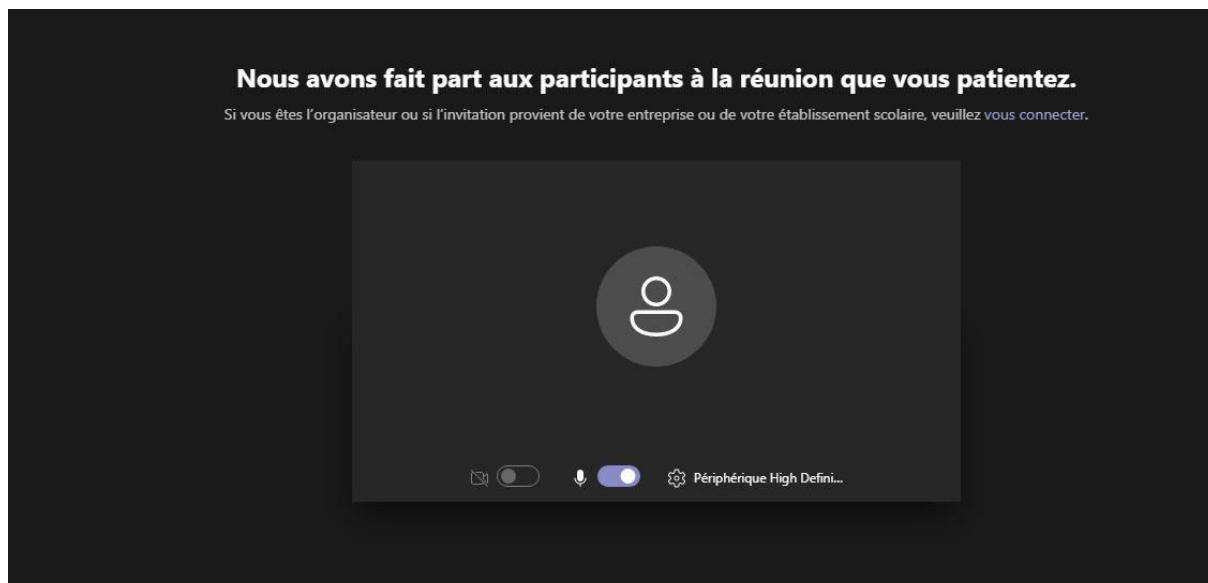 Nous avons fait part aux participants à la réunion que vous patientez.
Si vous êtes l’organisateur ou si l’invitation provient de votre entreprise ou de votre établissement scolaire, veuillez vous connecter.
Périphérique High Defini...